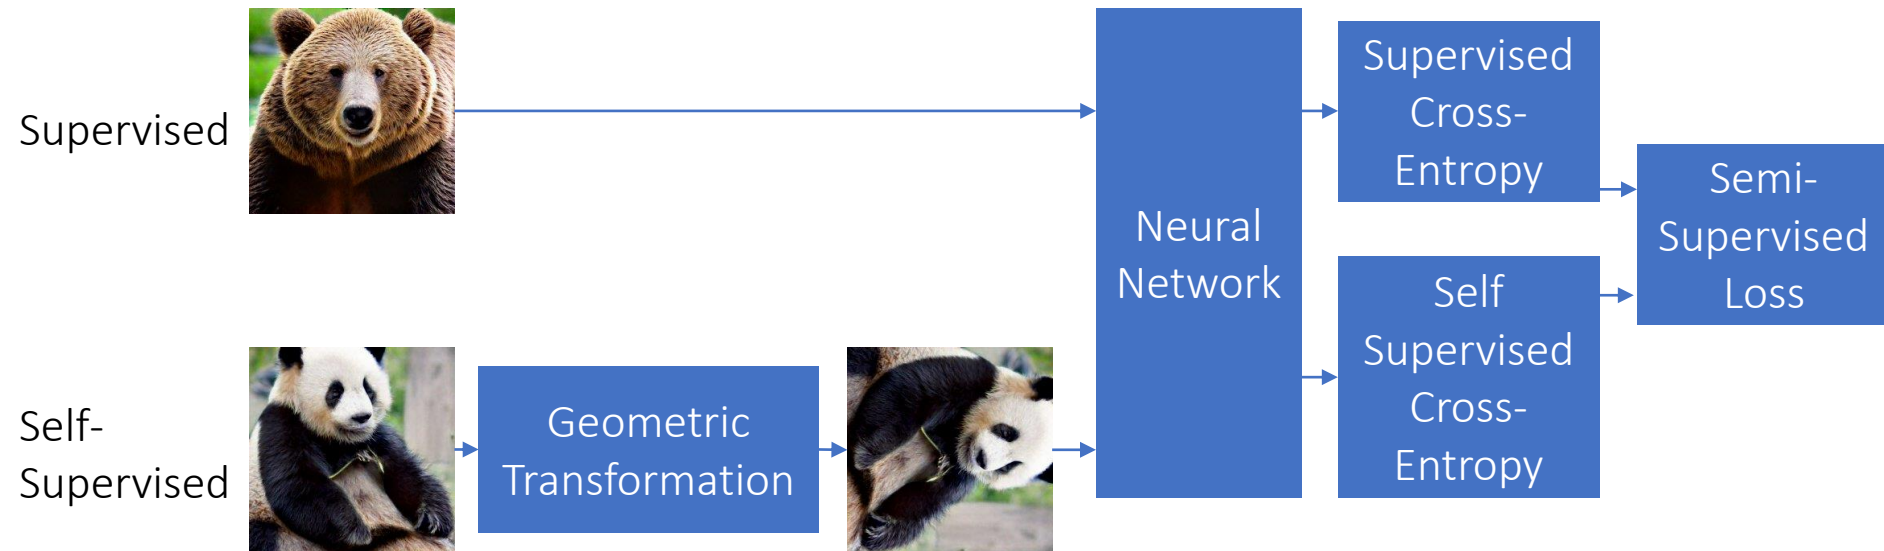 Supervised
Self-
Supervised
Geometric
Transformation
Neural
Network
Supervised
Cross-
Entropy
Self
Supervised
Cross-
Entropy
Semi-
Supervised
Loss